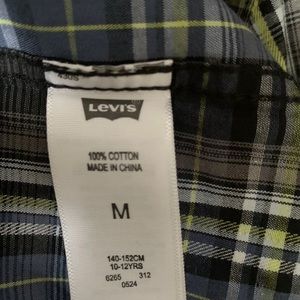 Levi's
100% COTTON
MADE IN CHINA
M
140-152CM
10-12YRS
6265 312
0524